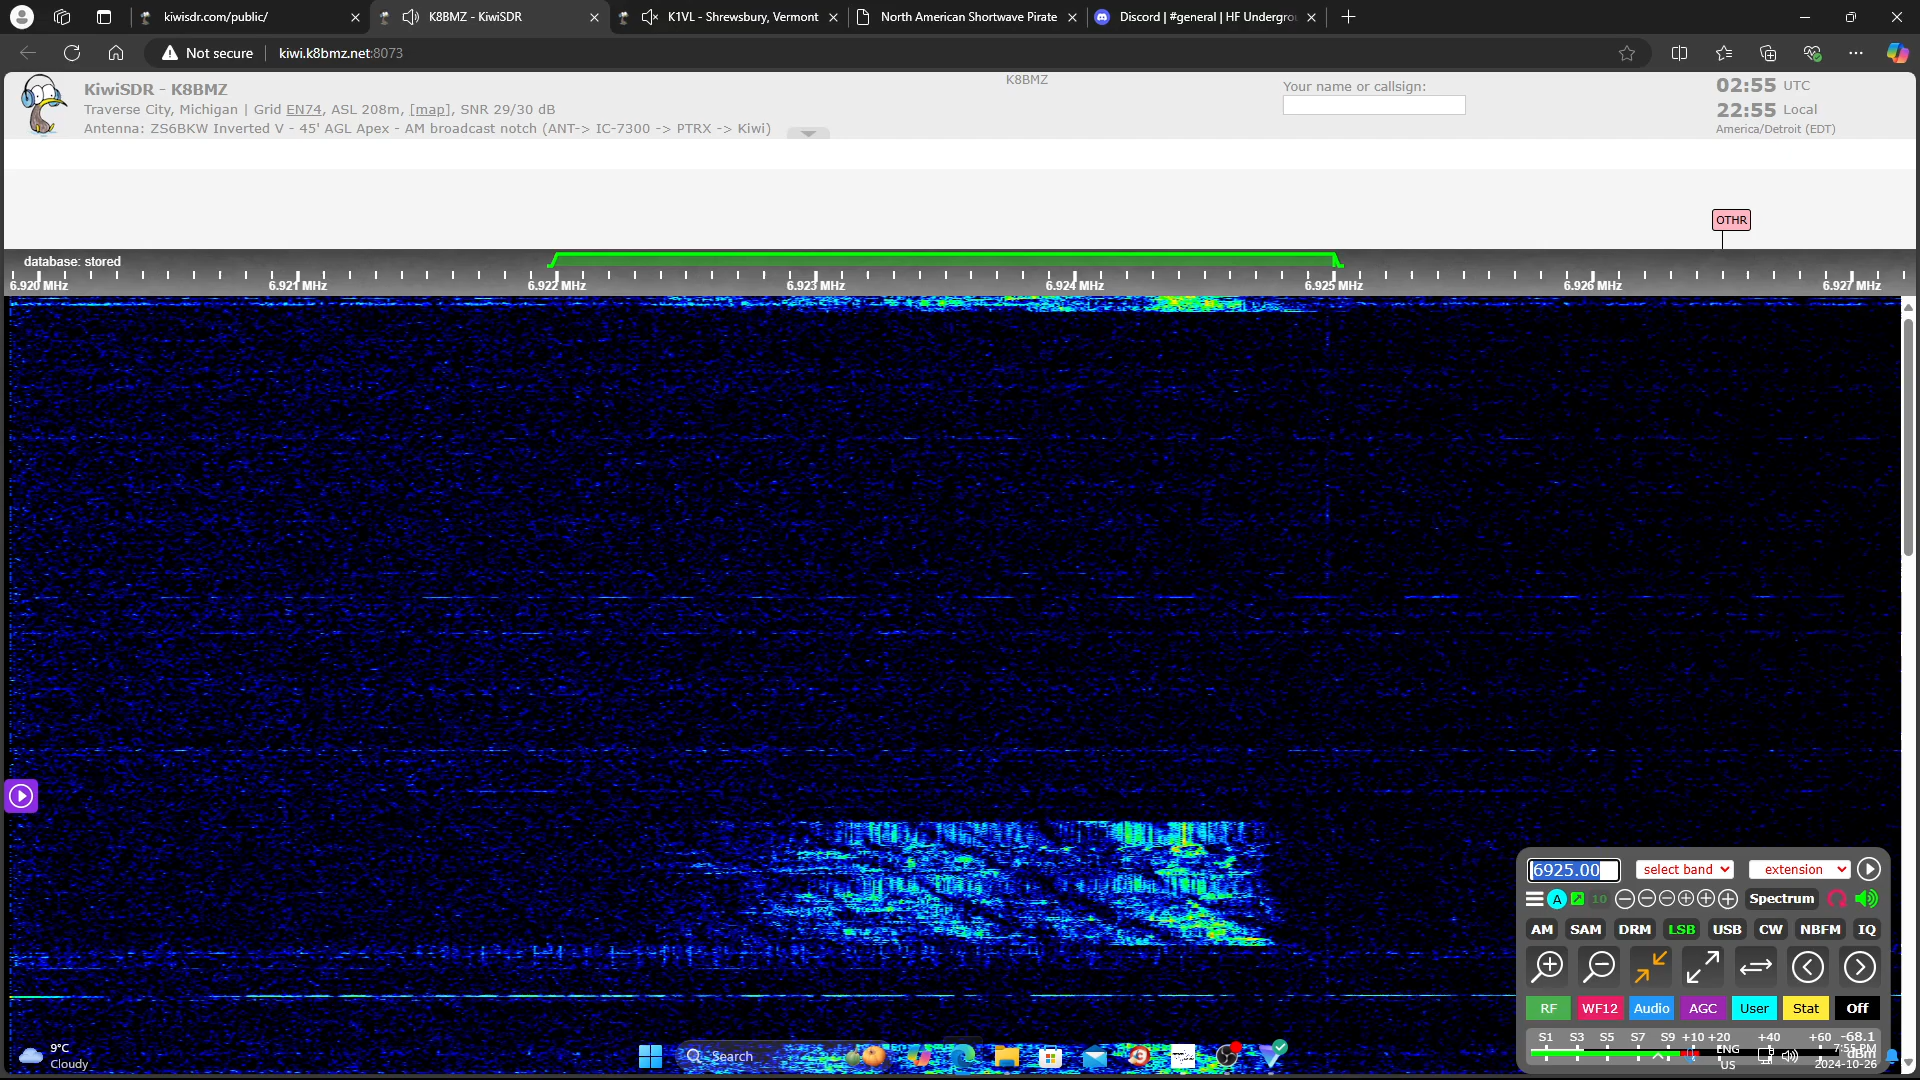 kiwisdr.com/public/
K8BMZ - KiwiSDR
K1VL - Shrewsbury, Vermont
North American Shortwave Pirate
Discord | #general | HF Undergro
Not secure
kiwi.k8bmz.net:8073
KiwiSDR - K8BMZ
Traverse City, Michigan | Grid EN74, ASL 208m, [map], SNR 29/30 dB
Antenna: ZS6BKW Inverted V - 45' AGL Apex - AM broadcast notch (ANT-> IC-7300 -> PTRX -> Kiwi)
K8BMZ
Your name or callsign:
02:55 UTC
22:55 Local
America/Detroit (EDT)
OTHR
database: stored
6.920 MHz 6.921 MHz 6.922 MHz 6.923 MHz 6.924 MHz 6.925 MHz 6.926 MHz 6.927 MHz
6925.00 select band extension
A 10 Spectrum
AM SAM DRM LSB USB CW NBFM IQ
RF WF12 Audio AGC User Stat Off
S1 S3 S5 S7 S9 +10 +20 +40 +60 -68.1
dBm
9°C
Cloudy
Search
ENG
US
7:55 PM
2024-10-26